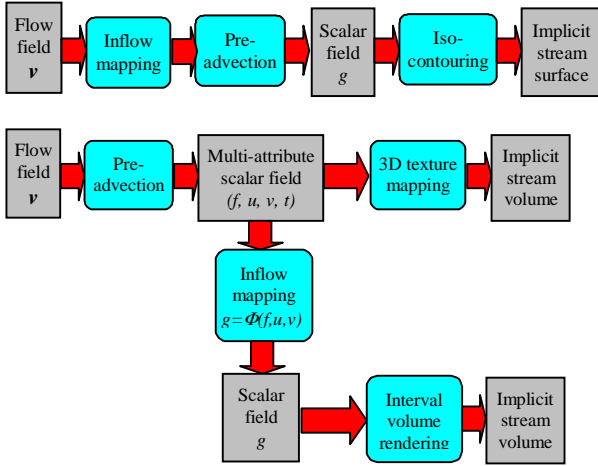 Flow
field
v
Inflow
mapping
Pre-
advection
Scalar
field
g
Iso-
contouring
Implicit
stream
surface
Flow
field
v
Pre-
advection
Multi-attribute
scalar field
(f, u, v, t)
3D texture
mapping
Implicit
stream
volume
Inflow
mapping
g=Φ(f,u,v)
Scalar
field
g
Interval
volume
rendering
Implicit
stream
volume